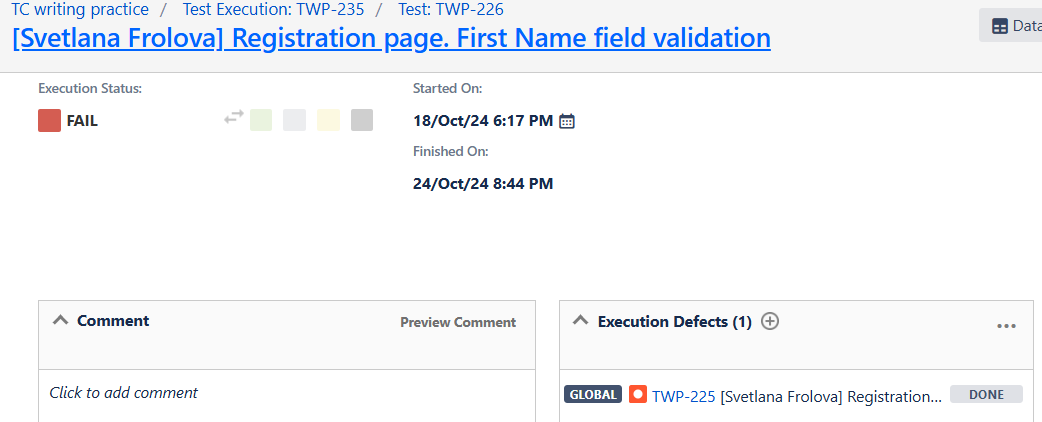 TC writing practice / Test Execution: TWP-235 / Test: TWP-226
[Svetlana Frolova] Registration page. First Name field validation
Data
Execution Status:
FAIL
Started On:
18/Oct/24 6:17 PM
Finished On:
24/Oct/24 8:44 PM
Comment
Preview Comment
Click to add comment
Execution Defects (1)
GLOBAL TWP-225 [Svetlana Frolova] Registration... DONE